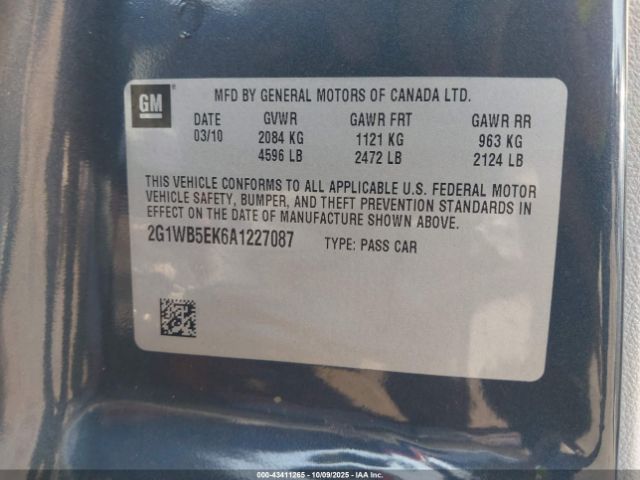 GM
MFD BY GENERAL MOTORS OF CANADA LTD.
DATE GVWR GAWR FRT GAWR RR
03/10 2084 KG 1121 KG 963 KG
4596 LB 2472 LB 2124 LB
THIS VEHICLE CONFORMS TO ALL APPLICABLE U.S. FEDERAL MOTOR
VEHICLE SAFETY, BUMPER, AND THEFT PREVENTION STANDARDS IN
EFFECT ON THE DATE OF MANUFACTURE SHOWN ABOVE.
2G1WB5EK6A1227087 TYPE: PASS CAR
000-43411265 - 10/09/2025 - IAA Inc.